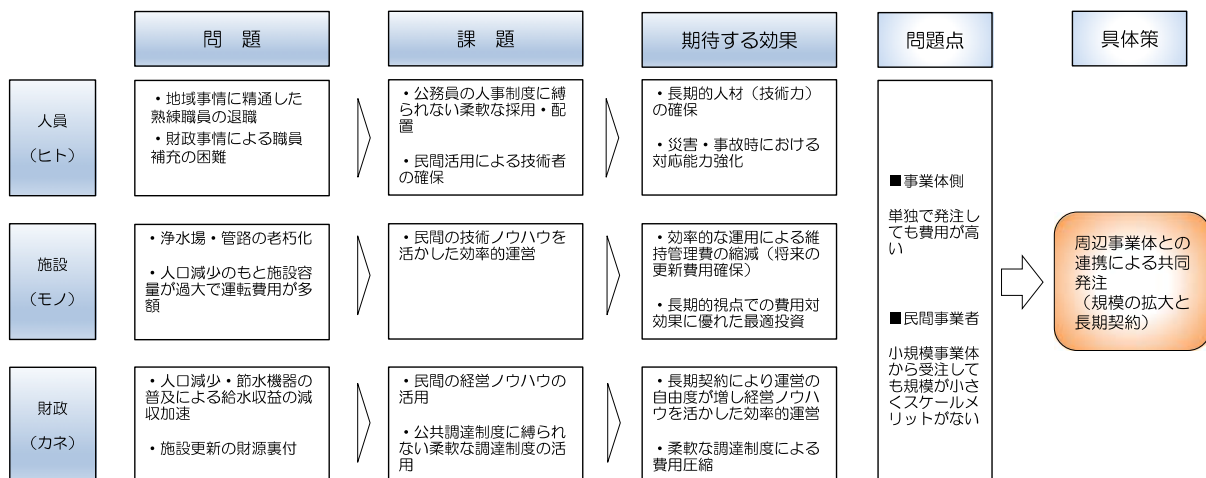 問　題
課　題
期待する効果
問題点
具体策
人員
（ヒト）
・地域事情に精通した
熟練職員の退職
・財政事情による職員
補充の困難
・公務員の人事制度に縛
られない柔軟な採用・配
置
・民間活用による技術者
の確保
・長期的人材（技術力）
の確保
・災害・事故時における
対応能力強化
施設
（モノ）
・浄水場・管路の老朽化
・人口減少のもと施設容
量が過大で運転費用が多
額
・民間の技術ノウハウを
活かした効率的運営
・効率的な運用による維
持管理費の縮減（将来の
更新費用確保）
・長期的視点での費用対
効果に優れた最適投資
財政
（カネ）
・人口減少・節水機器の
普及による給水収益の減
収加速
・施設更新の財源裏付
・民間の経営ノウハウの
活用
・公共調達制度に縛られ
ない柔軟な調達制度の活
用
・長期契約により運営の
自由度が増し経営ノウハ
ウを活かした効率的運営
・柔軟な調達制度による
費用圧縮
■事業体側
単独で発注し
ても費用が高
い
■民間事業者
小規模事業体
から受注して
も規模が小さ
くスケールメ
リットがない
周辺事業体との
連携による共同
発注
（規模の拡大と
長期契約）